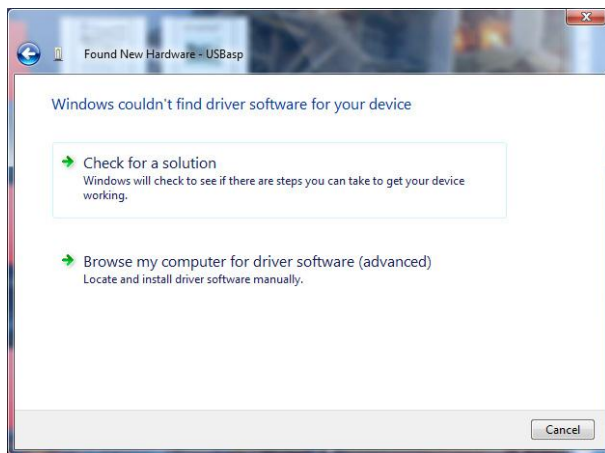 Found New Hardware - USBasp
Windows couldn't find driver software for your device
Check for a solution
Windows will check to see if there are steps you can take to get your device
working.
Browse my computer for driver software (advanced)
Locate and install driver software manually.
Cancel